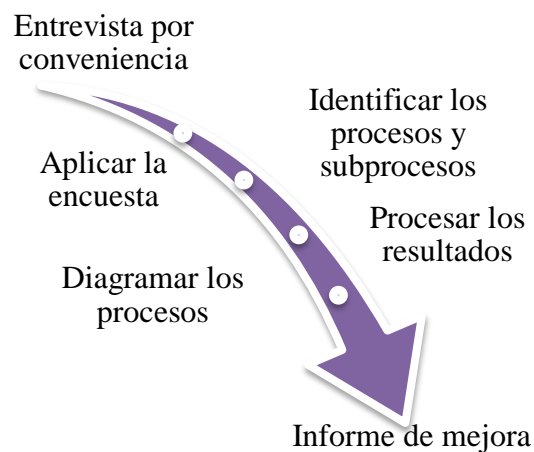 Entrevista por
conveniencia
Identificar los
procesos y
subprocesos
Aplicar la
encuesta
Procesar los
resultados
Diagramar los
procesos
Informe de mejora